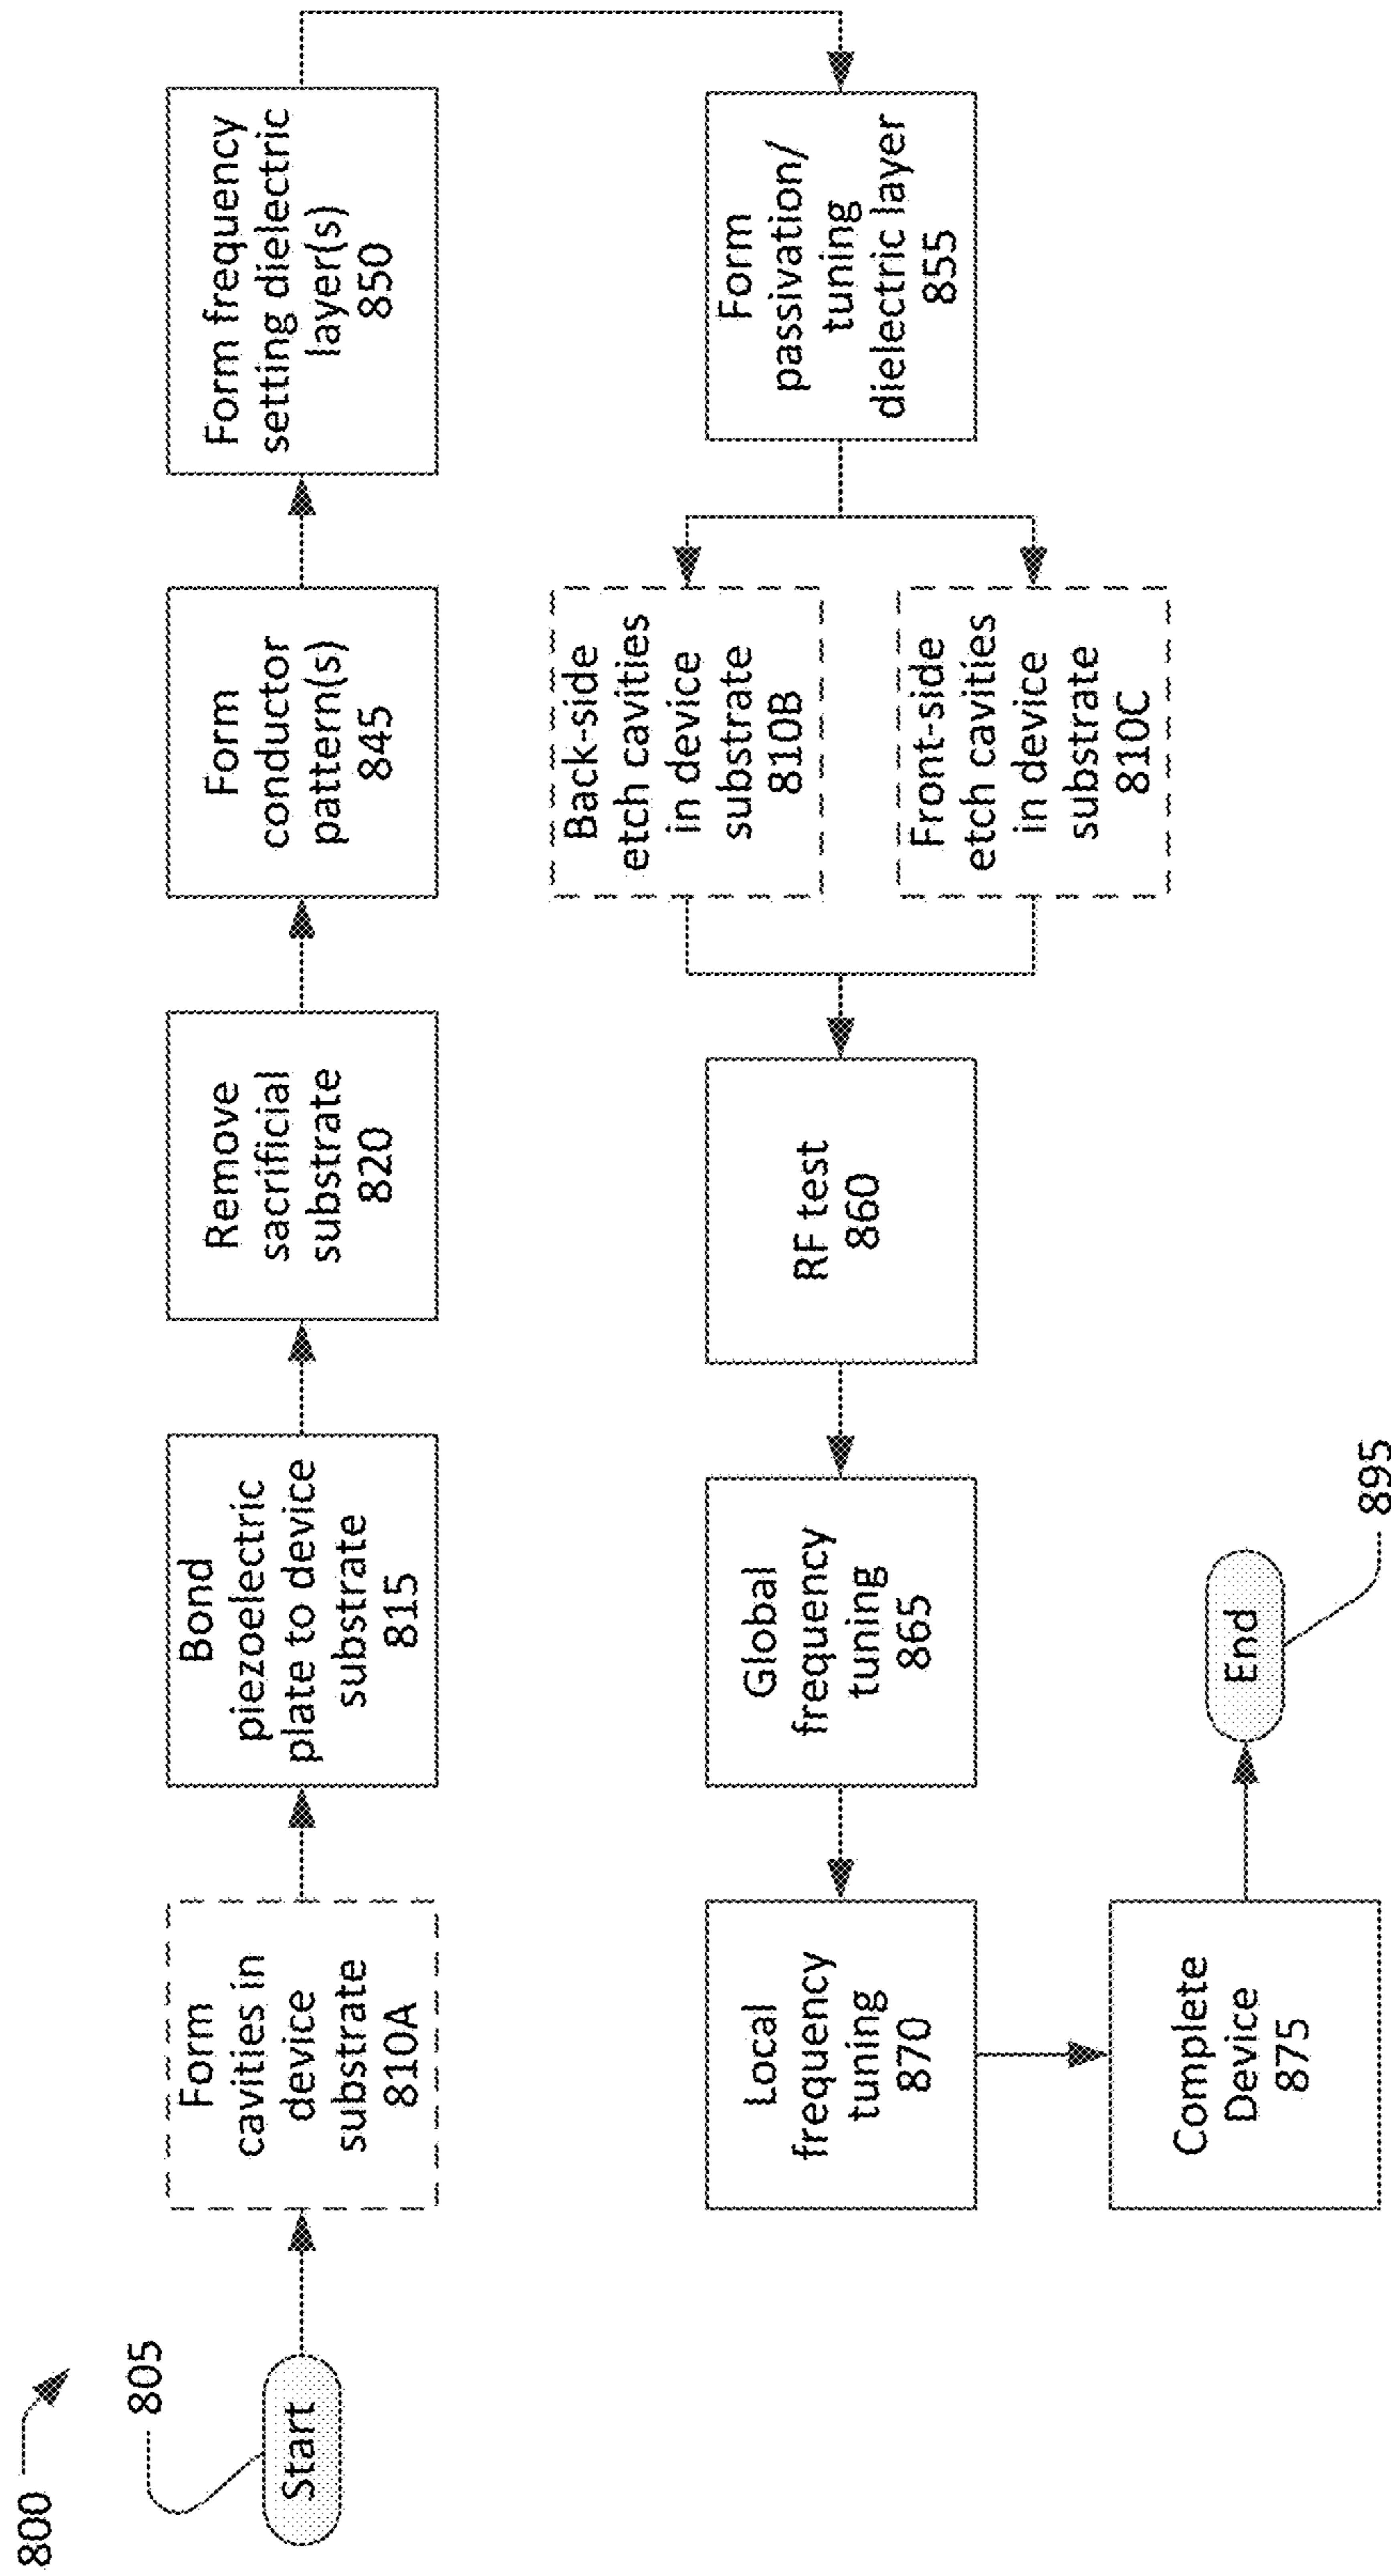 800
805
Start
Form
cavities in
device
substrate
810A
Bond
piezoelectric
plate to device
substrate
815
Remove
sacrificial
substrate
820
Form
conductor
pattern(s)
845
Form frequency
setting dielectric
layer(s)
850
Form
passivation/
tuning
dielectric layer
855
Back-side
etch cavities
in device
substrate
810B
Front-side
etch cavities
in device
substrate
810C
RF test
860
Global
frequency
tuning
865
Local
frequency
tuning
870
Complete
Device
875
End
895